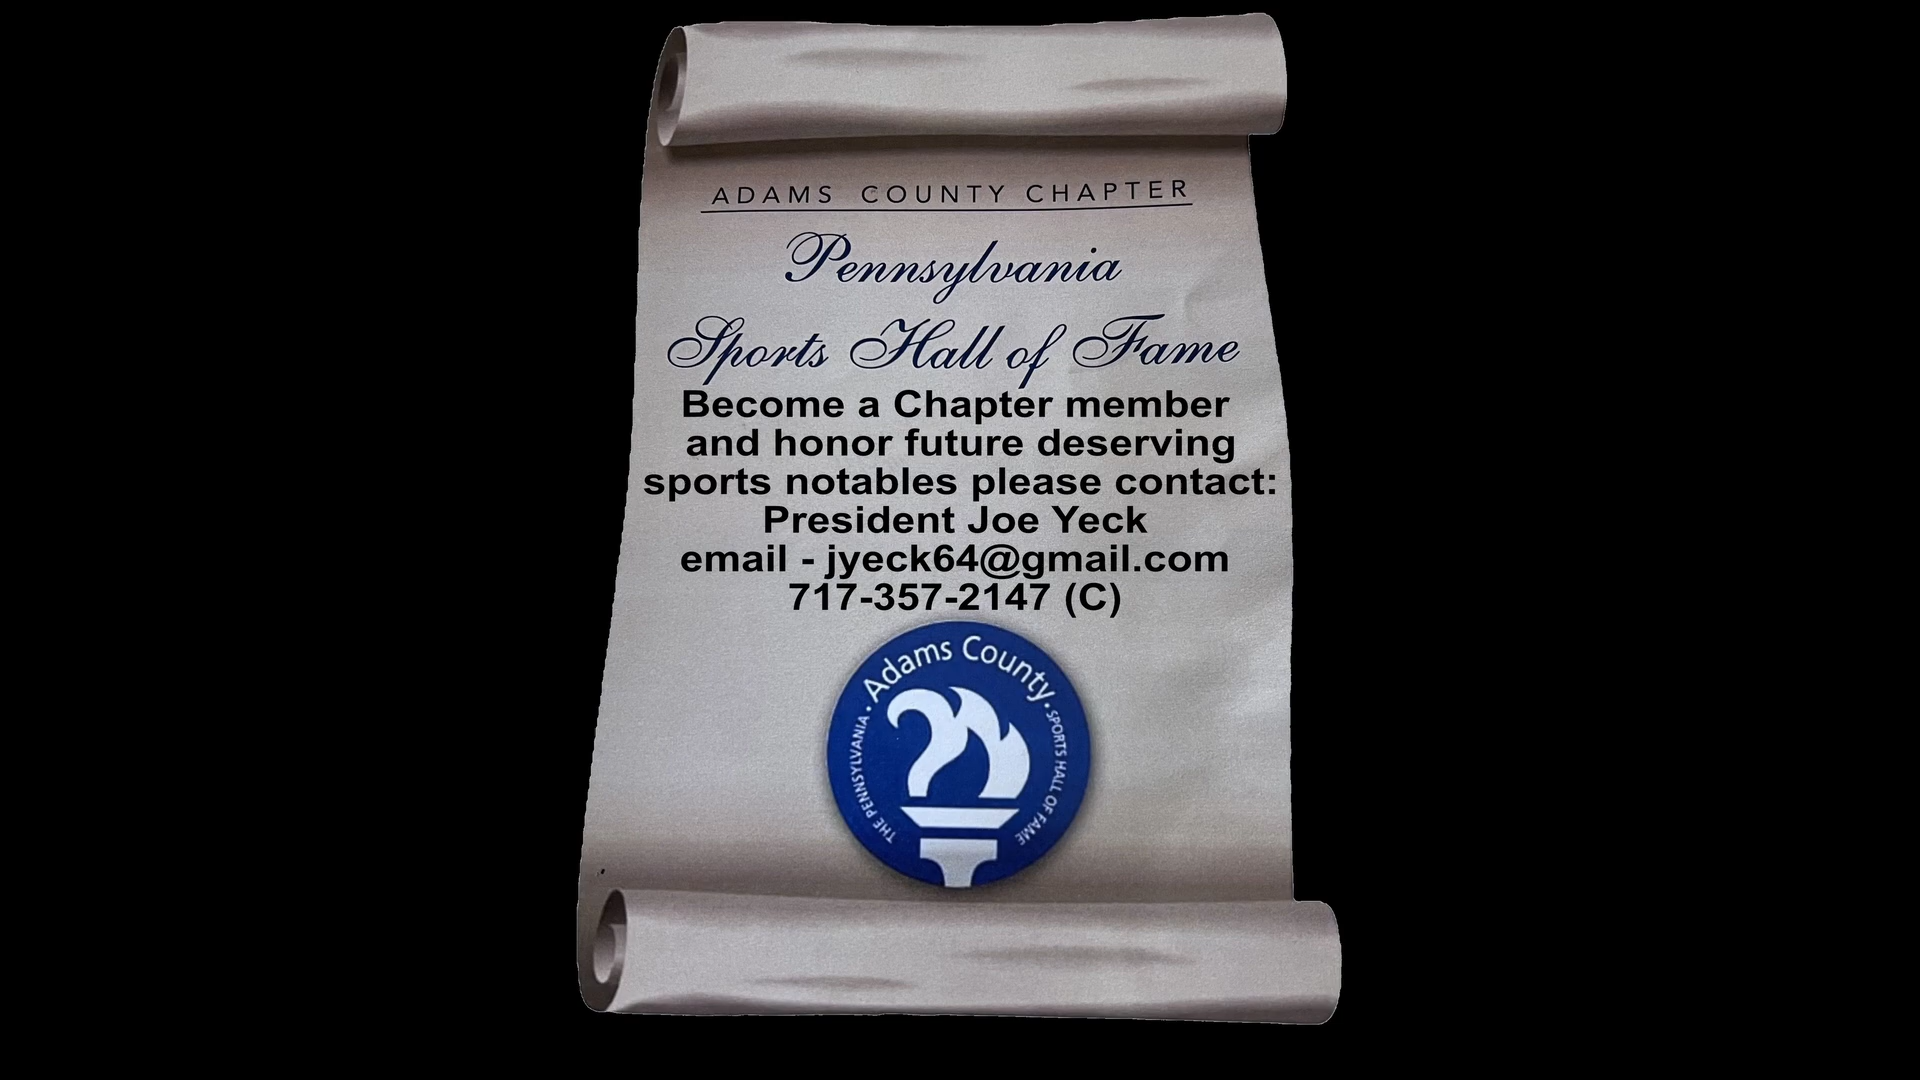 ADAMS COUNTY CHAPTER
Pennsylvania
Sports Hall of Fame
Become a Chapter member
and honor future deserving
sports notables please contact:
President Joe Yeck
email - jyeck64@gmail.com
717-357-2147 (C)
THE PENNSYLVANIA • Adams County • SPORTS HALL OF FAME